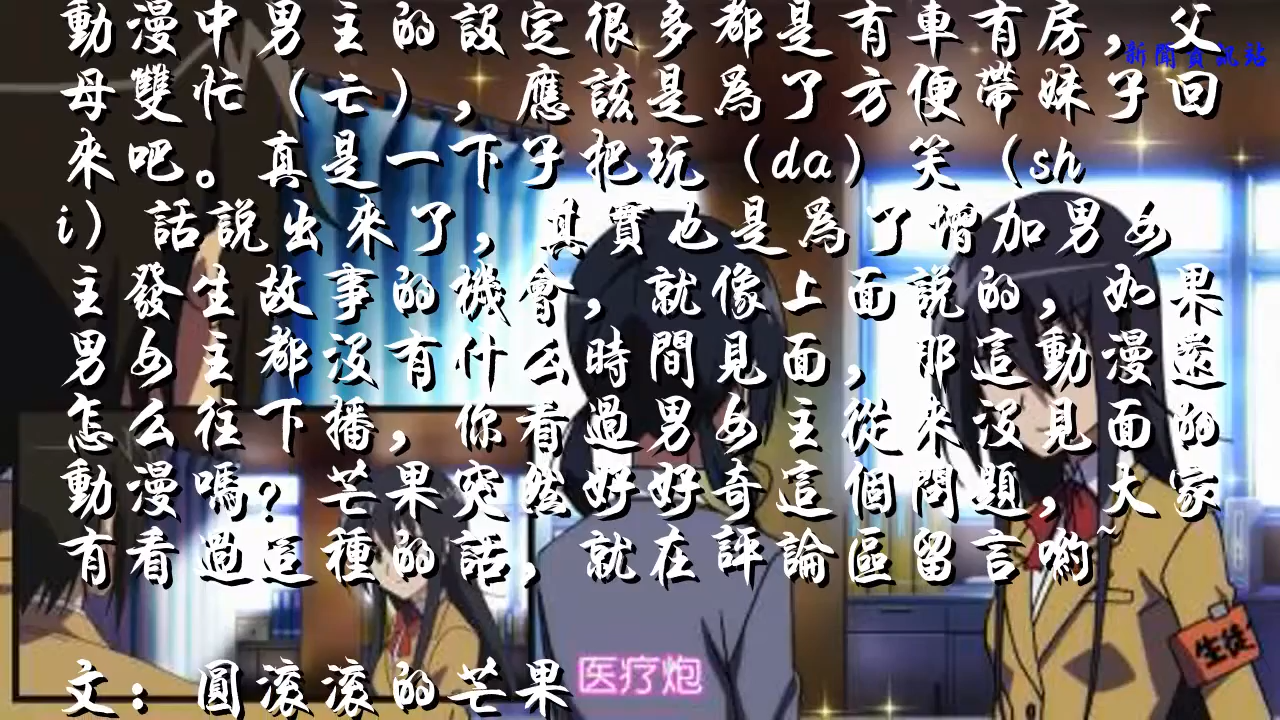 動漫中男主的設定很多都是有車有房，父
新聞資訊站
母雙忙（亡），應該是爲了方便帶妹子回
來吧。真是一下子把玩（da）笑（sh
i）話說出來了，其實也是爲了增加男女
主發生故事的機會，就像上面說的，如果
男女主都沒有什么時間見面，那這動漫還
怎么往下播，你看過男女主從來沒見面的
動漫嗎？芒果突然好好奇這個問題，大家
有看過這種的話，就在評論區留言喲~
生徒
文：圓滾滾的芒果
医疗炮